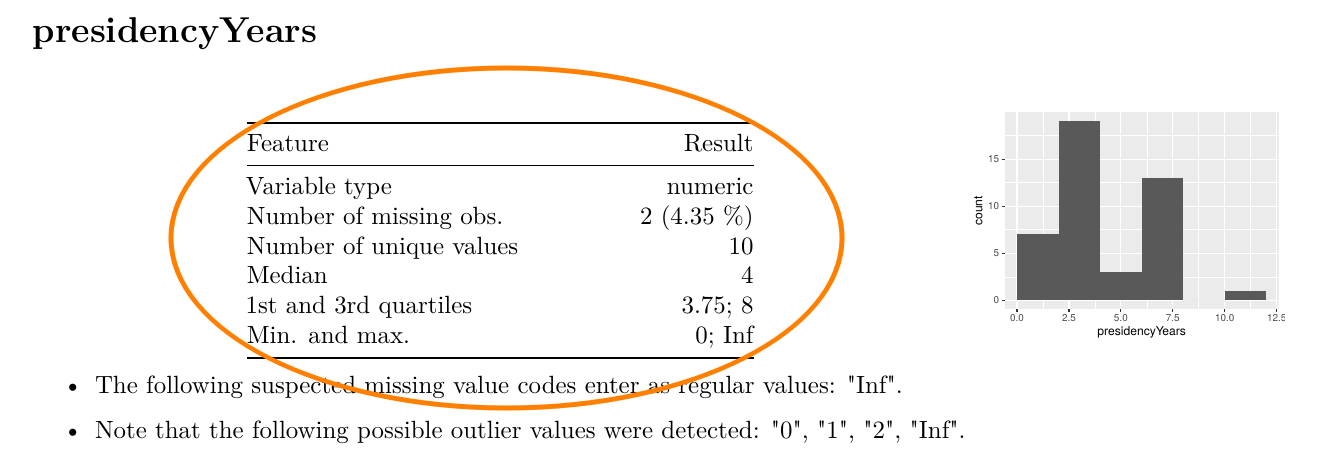 presidencyYears
Feature Result
Variable type numeric
Number of missing obs. 2 (4.35 %)
Number of unique values 10
Median 4
1st and 3rd quartiles 3.75; 8
Min. and max. 0; Inf
15
10
5
0
count
0.0 2.5 5.0 7.5 10.0 12.5
presidencyYears
• The following suspected missing value codes enter as regular values: "Inf".
• Note that the following possible outlier values were detected: "0", "1", "2", "Inf".